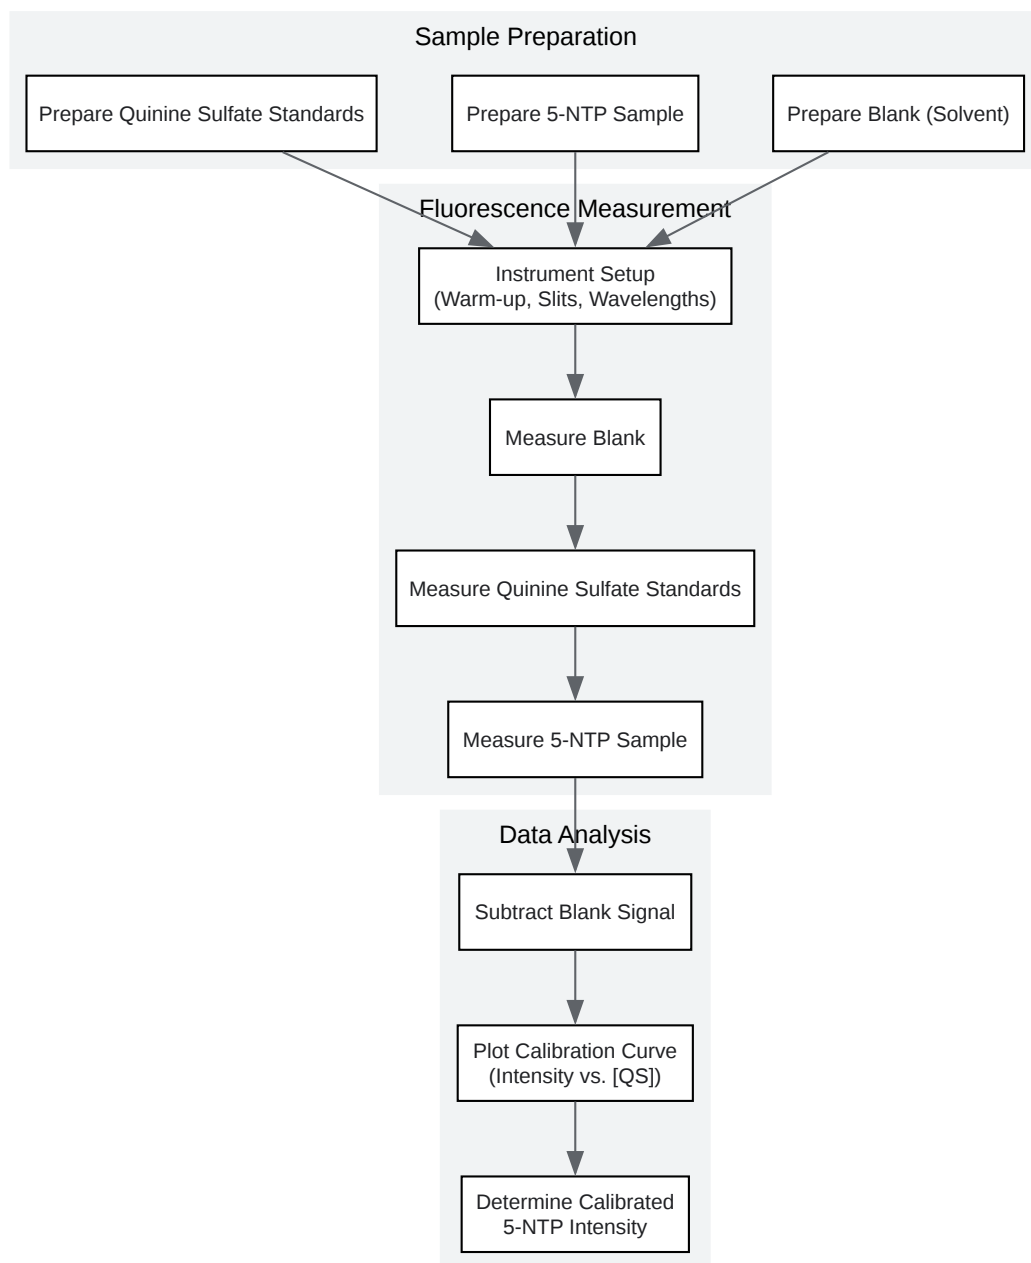 Sample Preparation
Prepare Quinine Sulfate Standards
Prepare 5-NTP Sample
Prepare Blank (Solvent)
Fluorescence Measurement
Instrument Setup
(Warm-up, Slits, Wavelengths)
Measure Blank
Measure Quinine Sulfate Standards
Measure 5-NTP Sample
Data Analysis
Subtract Blank Signal
Plot Calibration Curve
(Intensity vs. [QS])
Determine Calibrated
5-NTP Intensity